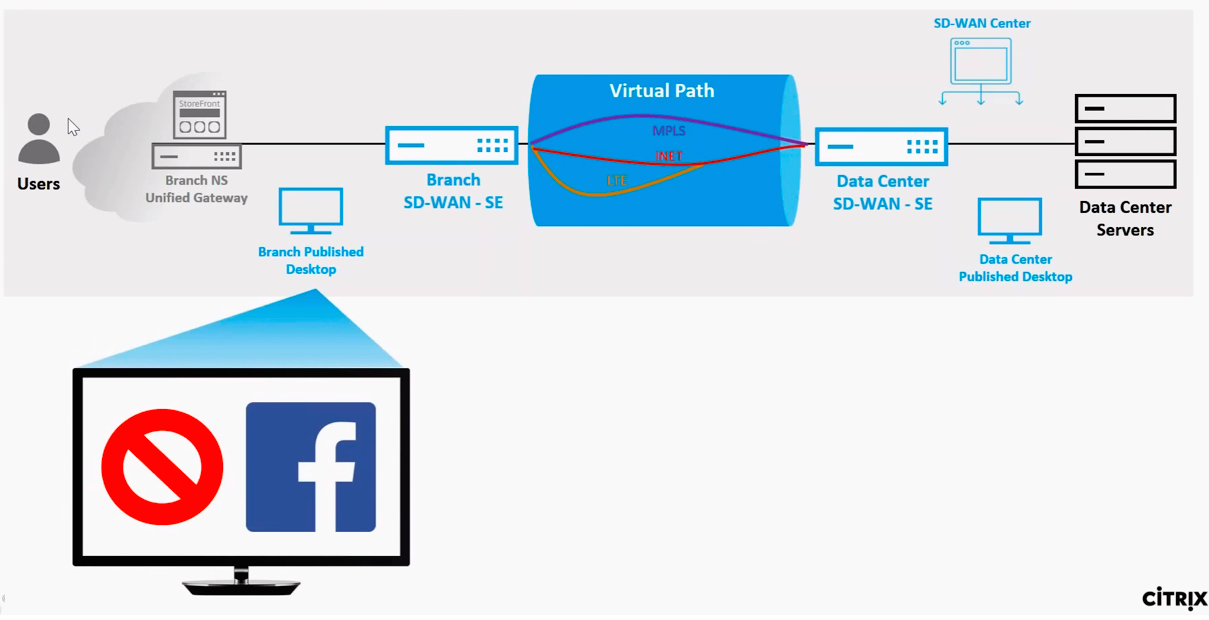 SD-WAN Center
StoreFront
Virtual Path
MPLS
INET
LTE
Users
Branch NS
Unified Gateway
Branch
SD-WAN - SE
Data Center
SD-WAN - SE
Data Center
Servers
Branch Published
Desktop
Data Center
Published Desktop
f
CITRIX